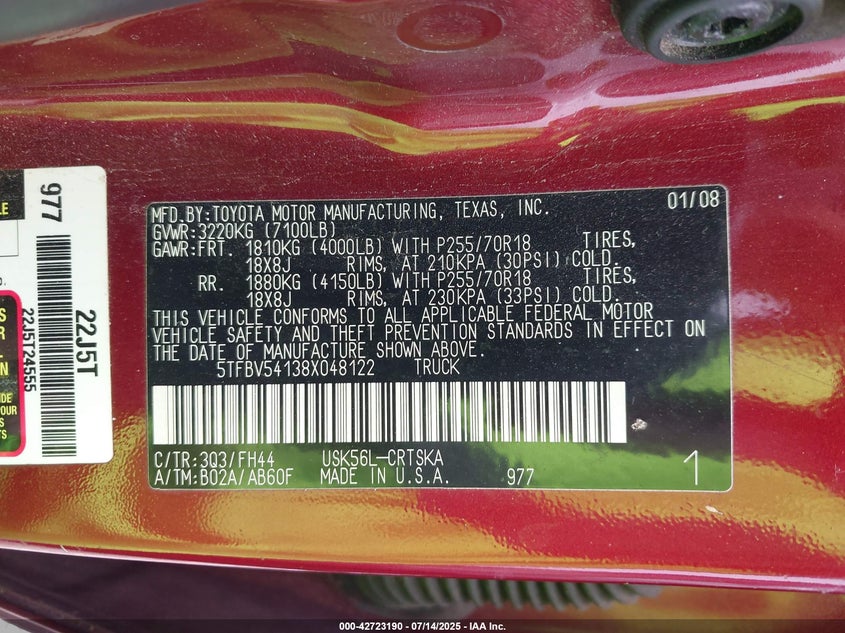 MFD.BY:TOYOTA MOTOR MANUFACTURING, TEXAS, INC. 01/08
GVWR:3220KG (7100LB)
GAWR:FRT. 1810KG (4000LB) WITH P255/70R18 TIRES,
18X8J RIMS, AT 210KPA (30PSI) COLD.
RR. 1880KG (4150LB) WITH P255/70R18 TIRES,
18X8J RIMS, AT 230KPA (33PSI) COLD.
THIS VEHICLE CONFORMS TO ALL APPLICABLE FEDERAL MOTOR
VEHICLE SAFETY AND THEFT PREVENTION STANDARDS IN EFFECT ON
THE DATE OF MANUFACTURE SHOWN ABOVE.
5TFBV54138X048122 TRUCK
C/TR:3Q3/FH44 USK56L-CRTSKA
A/TM:B02A/AB60F MADE IN U.S.A. 977 1
977
22J5T
22J5T24565
000-42723190 - 07/14/2025 - IAA Inc.